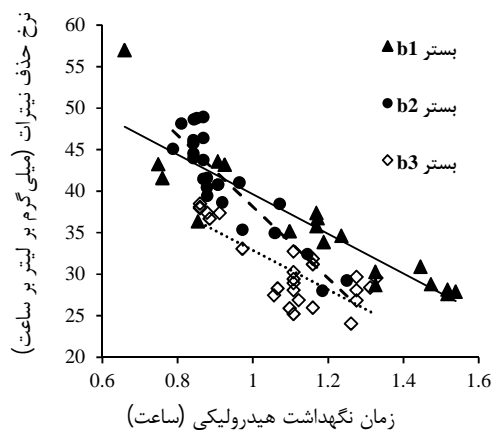 نرخ حذف نیترات (میلی‌گرم بر لیتر بر ساعت)
60
55
50
45
40
35
30
25
20
بستر b1
بستر b2
بستر b3
0.6 0.8 1 1.2 1.4 1.6
زمان نگهداشت هیدرولیکی (ساعت)